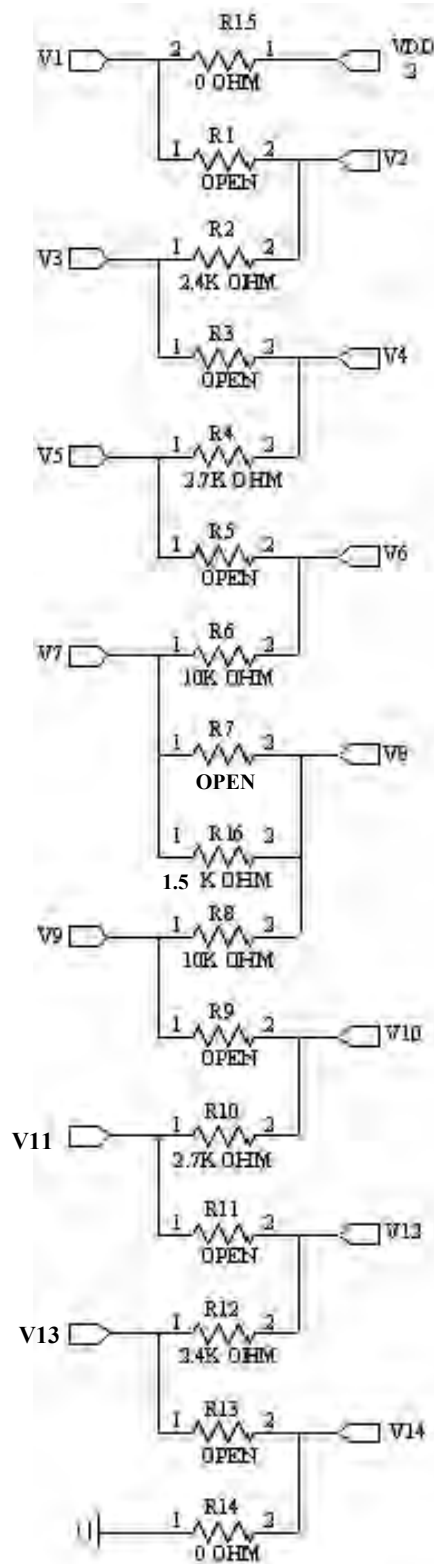 R15
V1 2 1 VDD
0 OHM 2
R1
1 2 V2
OPEN
R2
V3 1 2
2.4K OHM
R3
1 2 V4
OPEN
R4
V5 1 2
2.7K OHM
R5
1 2 V6
OPEN
R6
V7 1 2
10K OHM
R7
1 2 V8
OPEN
1 R16 2
1.5 K OHM
R8
V9 1 2
10K OHM
R9
1 2 V10
OPEN
R10
V11 1 2
2.7K OHM
R11
1 2 V12
OPEN
R12
V13 1 2
2.4K OHM
R13
1 2 V14
OPEN
R14
1 2
0 OHM